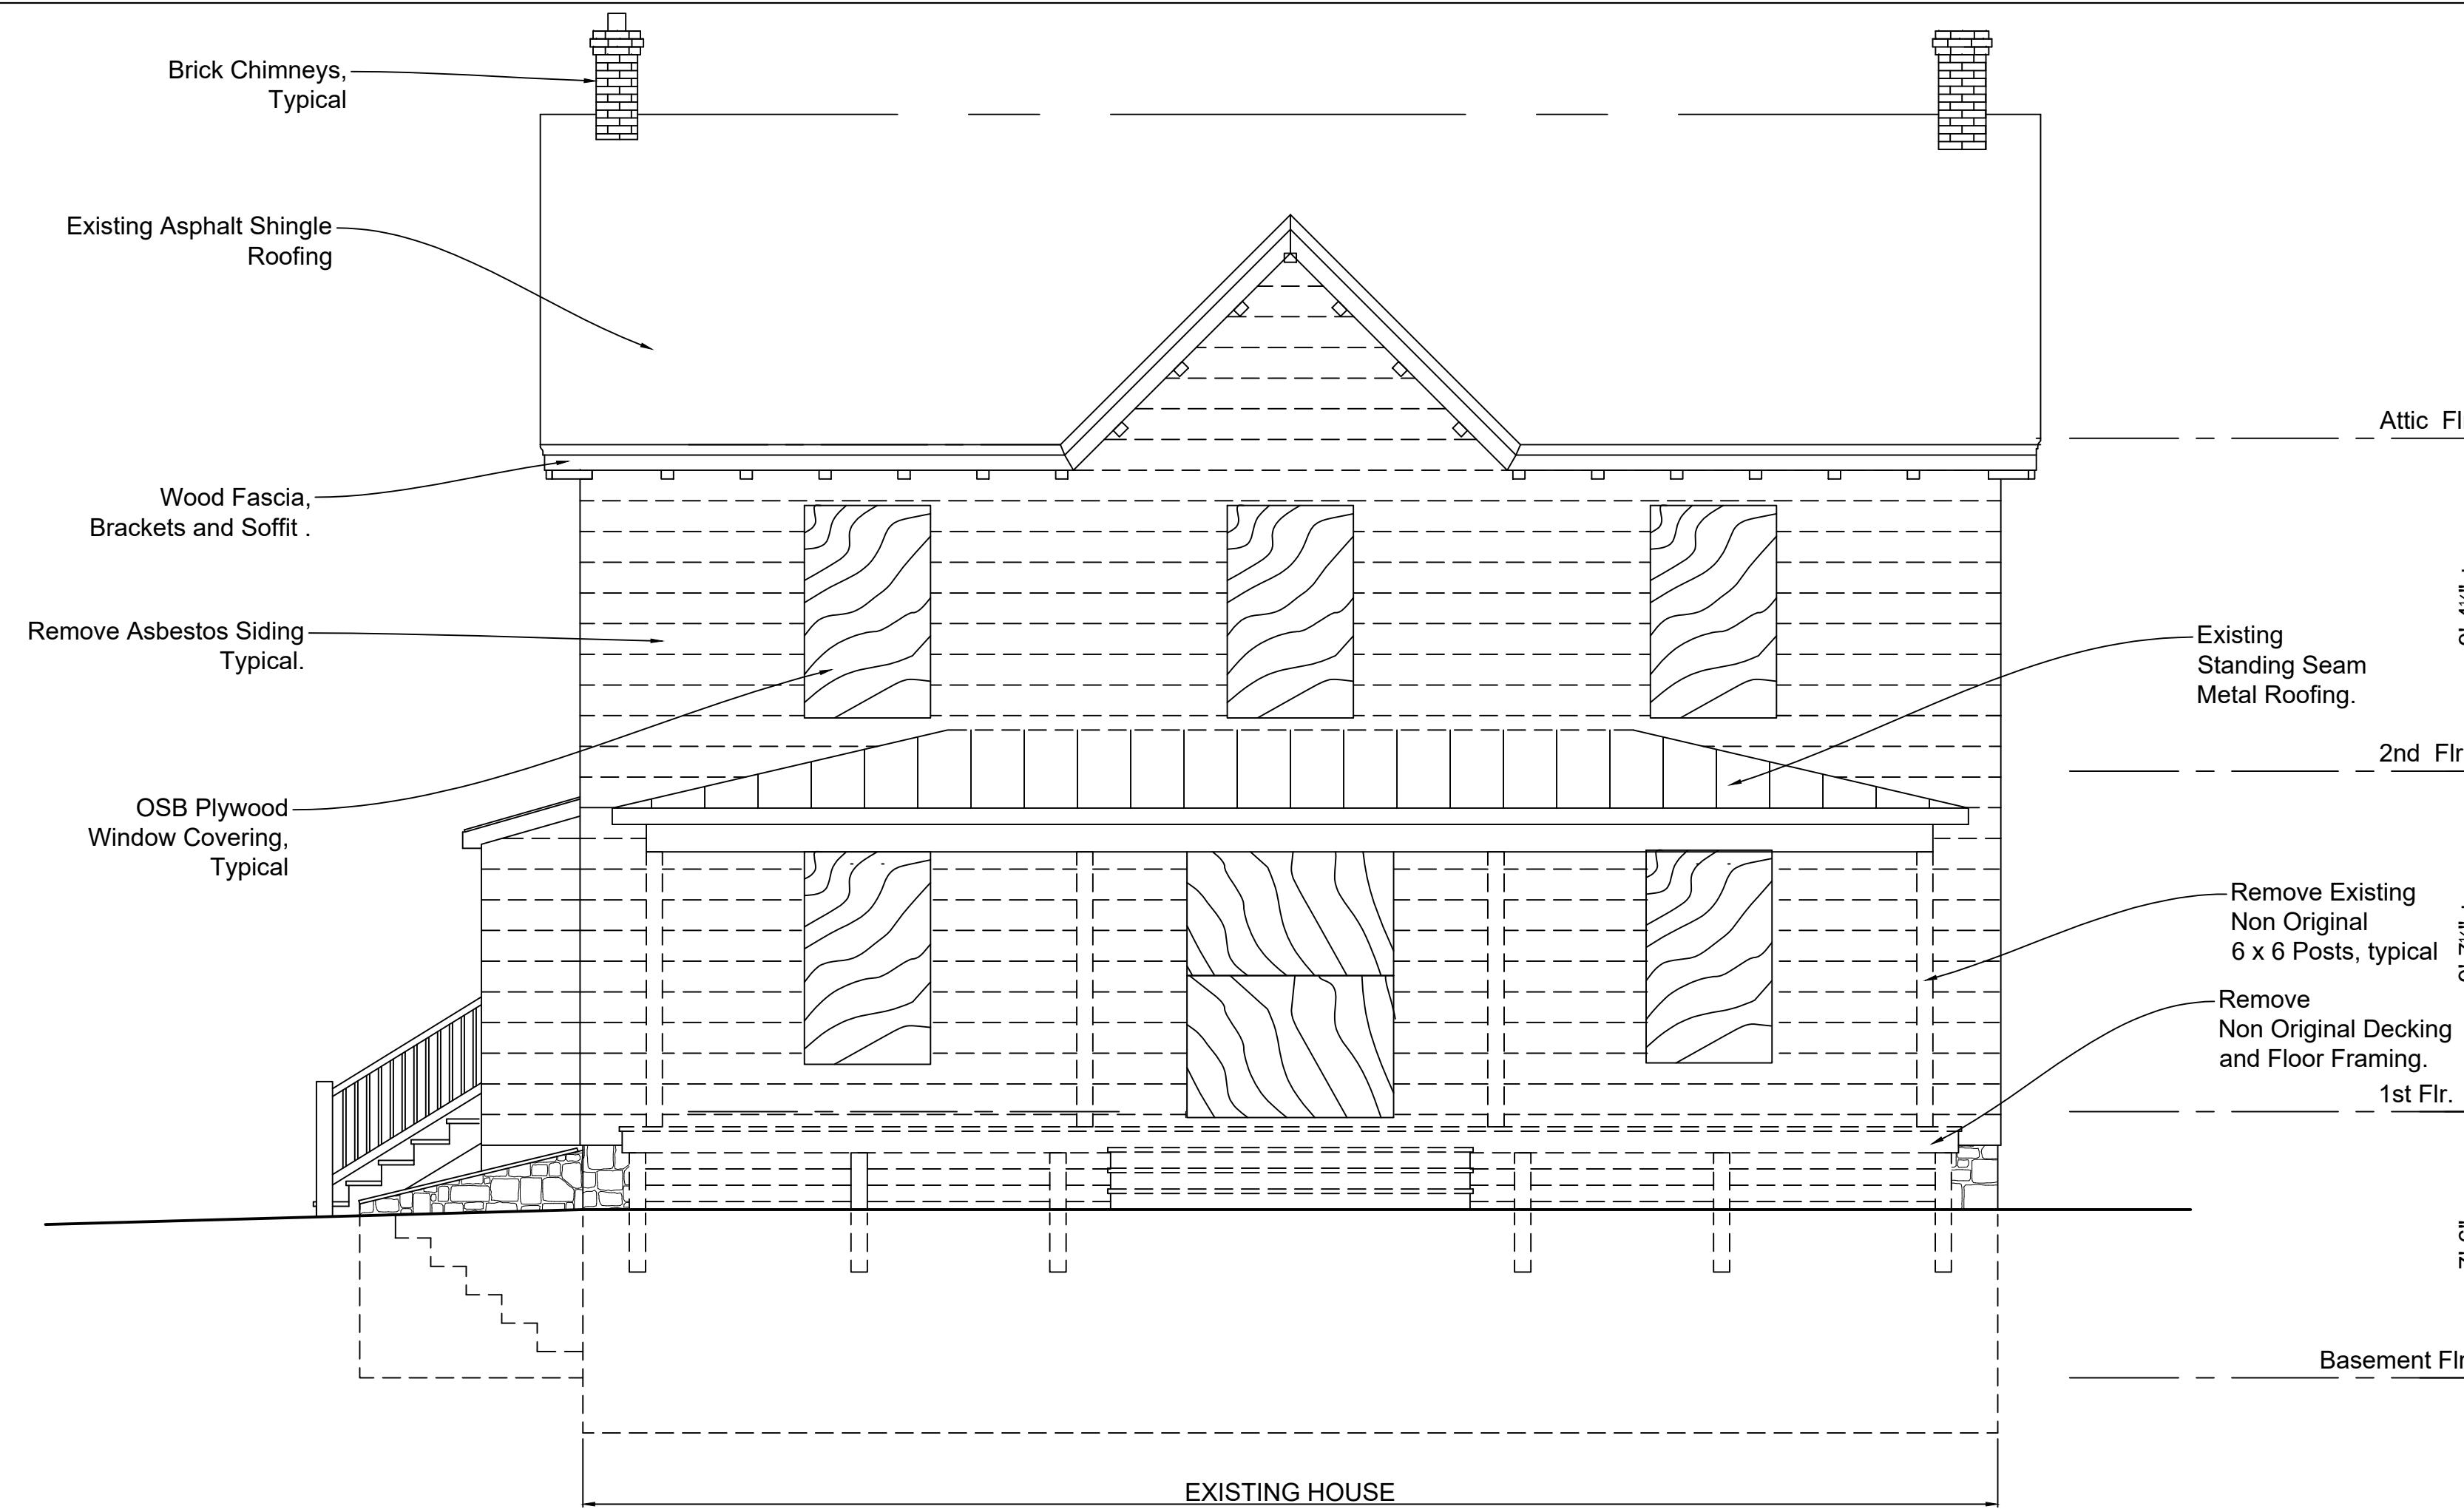 Brick Chimneys,
Typical
Existing Asphalt Shingle
Roofing
Attic
Wood Fascia,
Brackets and Soffit .
Remove Asbestos Siding
Typical.
Existing
Standing Seam
Metal Roofing.
2nd Flr
OSB Plywood
Window Covering,
Typical
Remove Existing
Non Original
6 x 6 Posts, typical
Remove
Non Original Decking
and Floor Framing.
1st Flr.
Basement Flr
EXISTING HOUSE